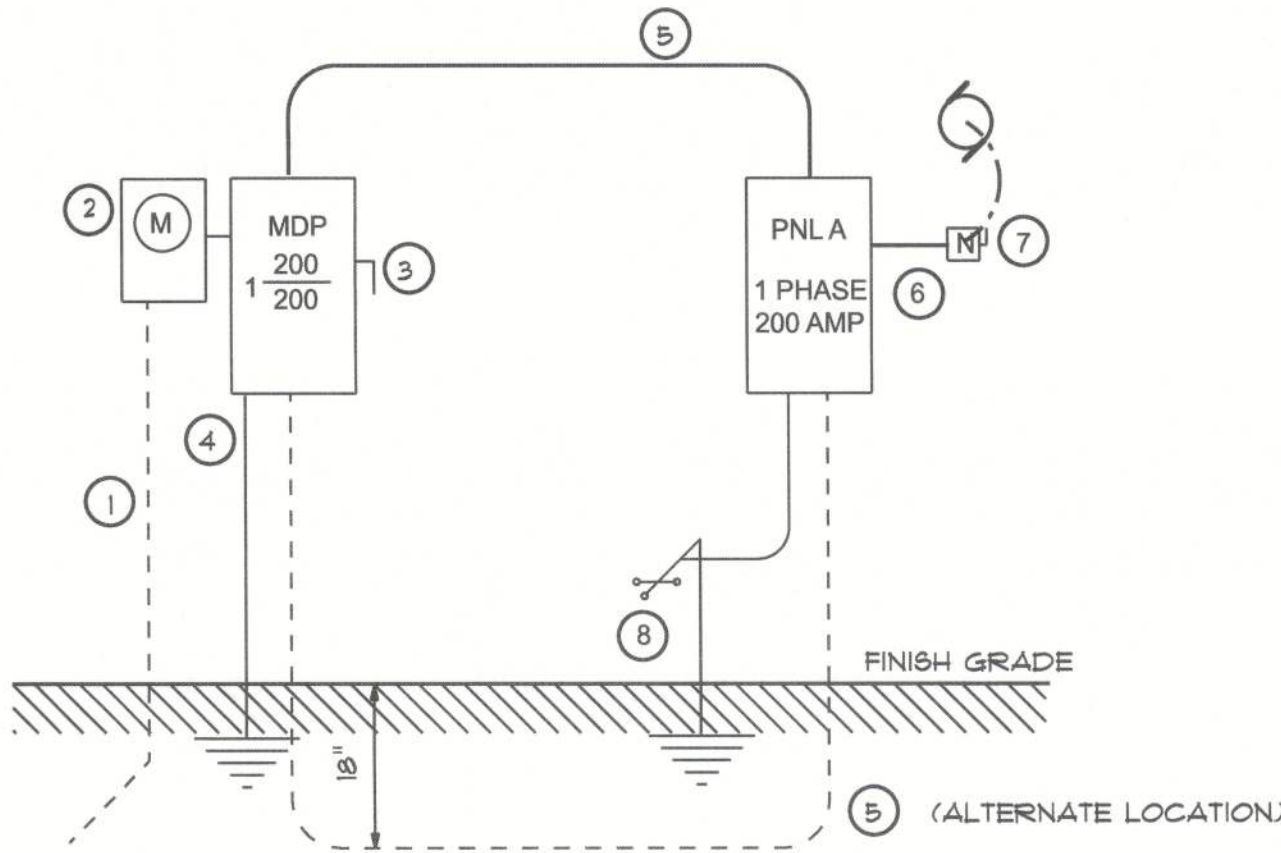 5
2
M
MDP
1 200
200
3
PNL A
1 PHASE
200 AMP
N
7
6
4
1
8
FINISH GRADE
18"
5 (ALTERNATE LOCATION)